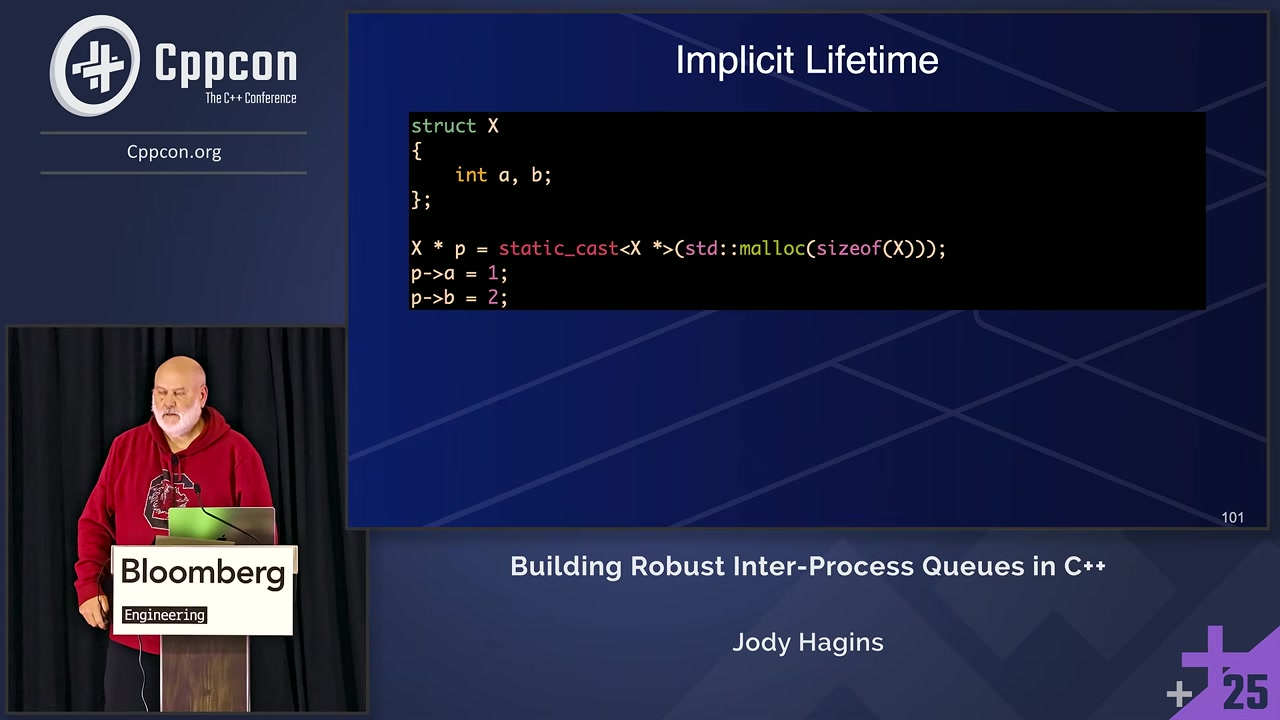 Cppcon
The C++ Conference
Cppcon.org
Implicit Lifetime
struct X
{
    int a, b;
};
X * p = static_cast<X *>(std::malloc(sizeof(X)));
p->a = 1;
p->b = 2;
101
Bloomberg
Engineering
Building Robust Inter-Process Queues in C++
Jody Hagins
++
25